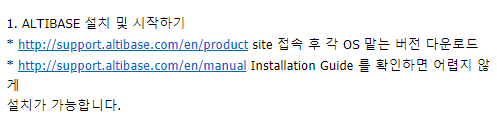 1. ALTIBASE 설치 및 시작하기
* http://support.altibase.com/en/product site 접속 후 각 OS 맡는 버전 다운로드
* http://support.altibase.com/en/manual Installation Guide 를 확인하면 어렵지 않
게
설치가 가능합니다.